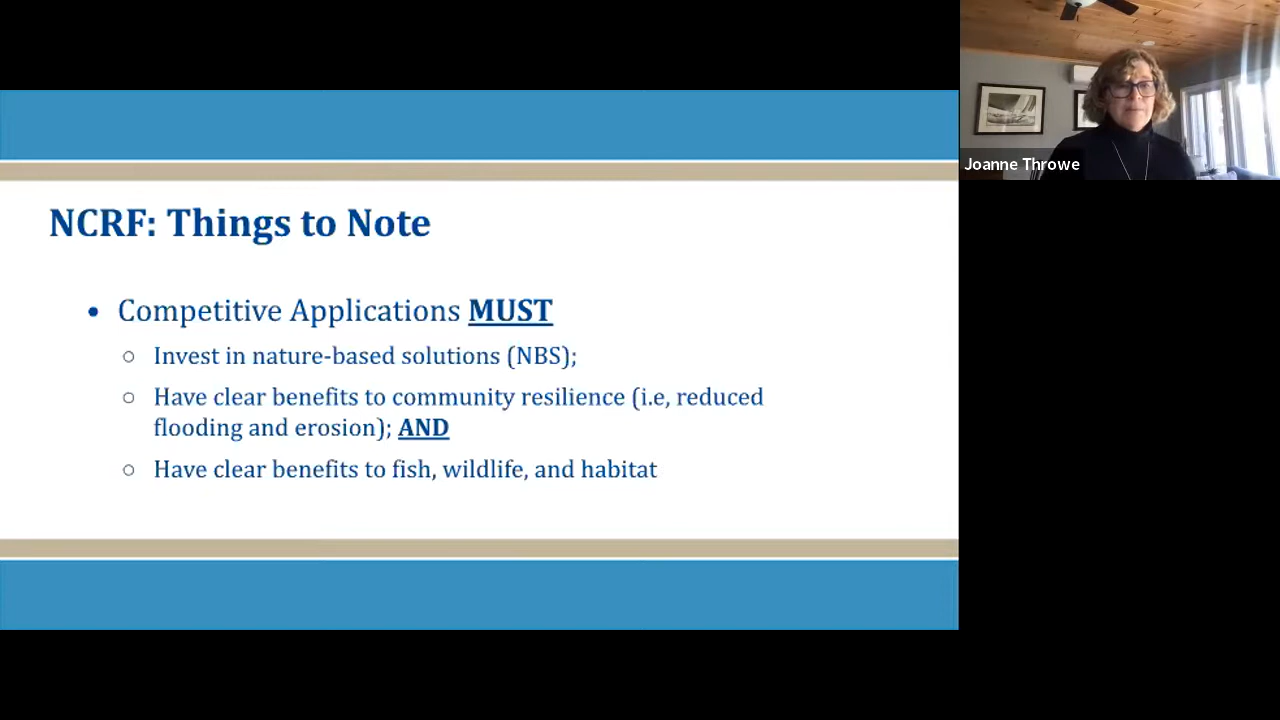 NCRF: Things to Note
• Competitive Applications MUST
○ Invest in nature-based solutions (NBS);
○ Have clear benefits to community resilience (i.e, reduced
flooding and erosion); AND
○ Have clear benefits to fish, wildlife, and habitat
Joanne Throwe